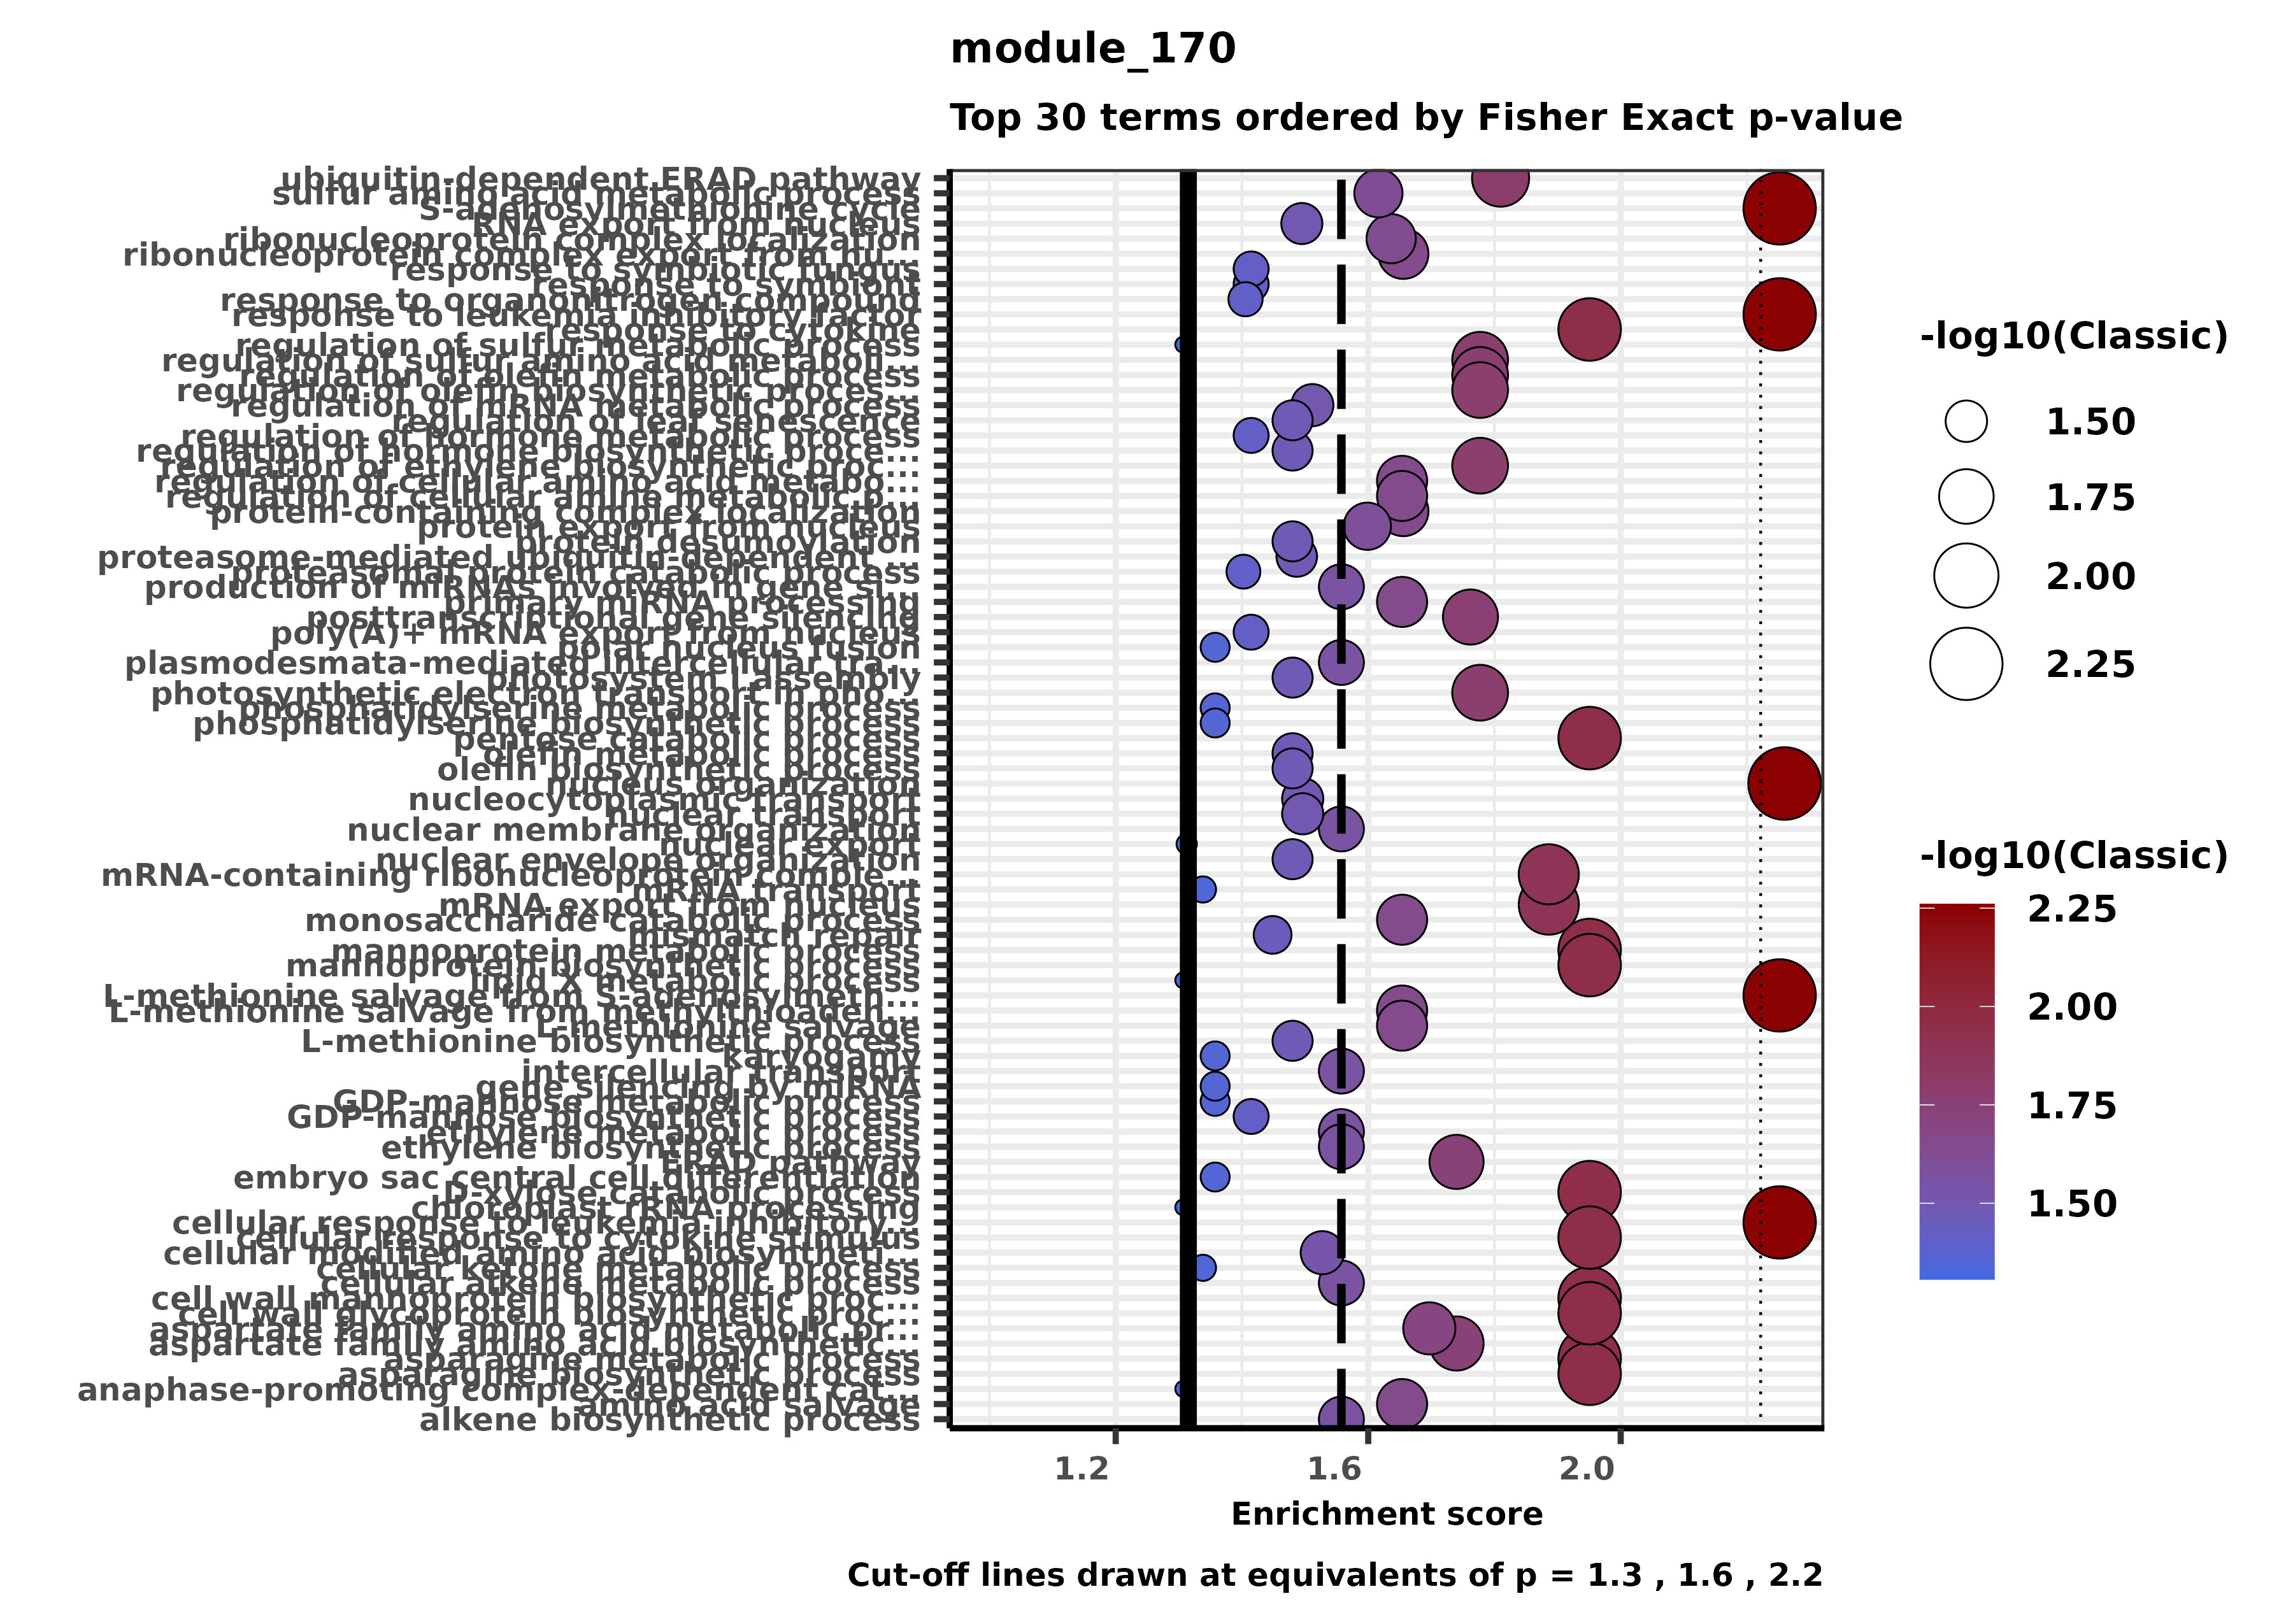 module_170
Top 30 terms ordered by Fisher Exact p-value
ubiquitin-dependent ERAD pathway
sulfur amino acid metabolic process
S-adenosylmethionine cycle
RNA export from nucleus
ribonucleoprotein complex localization
ribonucleoprotein complex export from nu...
response to symbiotic fungus
response to symbiont
response to organonitrogen compound
response to leukemia inhibitory factor
response to cytokine
regulation of sulfur metabolic process
regulation of sulfur amino acid metaboli...
regulation of olefin metabolic process
regulation of olefin biosynthetic proces...
regulation of mRNA metabolic process
regulation of leaf senescence
regulation of hormone metabolic process
regulation of hormone biosynthetic proce...
regulation of ethylene biosynthetic proc...
regulation of cellular amino acid metabo...
regulation of cellular amine metabolic p...
protein-containing complex localization
protein export from nucleus
protein desumoylation
proteasome-mediated ubiquitin-dependent ...
proteasomal protein catabolic process
production of miRNAs involved in gene si...
primary miRNA processing
posttranscriptional gene silencing
poly(A)+ mRNA export from nucleus
polar nucleus fusion
plasmodesmata-mediated intercellular tra...
photosystem I assembly
photosynthetic electron transport in pho...
phosphatidylserine metabolic process
phosphatidylserine biosynthetic process
pentose catabolic process
olefin metabolic process
olefin biosynthetic process
nucleus organization
nucleocytoplasmic transport
nuclear transport
nuclear membrane organization
nuclear export
nuclear envelope organization
mRNA-containing ribonucleoprotein comple...
mRNA transport
mRNA export from nucleus
monosaccharide catabolic process
mismatch repair
mannoprotein metabolic process
mannoprotein biosynthetic process
lipid X metabolic process
L-methionine salvage from S-adenosylmeth...
L-methionine salvage from methylthioaden...
L-methionine salvage
L-methionine biosynthetic process
karyogamy
intercellular transport
gene silencing by miRNA
GDP-mannose metabolic process
GDP-mannose biosynthetic process
ethylene metabolic process
ethylene biosynthetic process
ERAD pathway
embryo sac central cell differentiation
D-xylose catabolic process
chloroplast rRNA processing
cellular response to leukemia inhibitory...
cellular response to cytokine stimulus
cellular modified amino acid biosyntheti...
cellular ketone metabolic process
cellular alkene metabolic process
cell wall mannoprotein biosynthetic proc...
cell wall glycoprotein biosynthetic proc...
aspartate family amino acid metabolic pr...
aspartate family amino acid biosynthetic...
asparagine metabolic process
asparagine biosynthetic process
anaphase-promoting complex-dependent cat...
amino acid salvage
alkene biosynthetic process
1.2
1.6
2.0
Enrichment score
Cut-off lines drawn at equivalents of p = 1.3 , 1.6 , 2.2
-log10(Classic)
1.50
1.75
2.00
2.25
-log10(Classic)
2.25
2.00
1.75
1.50